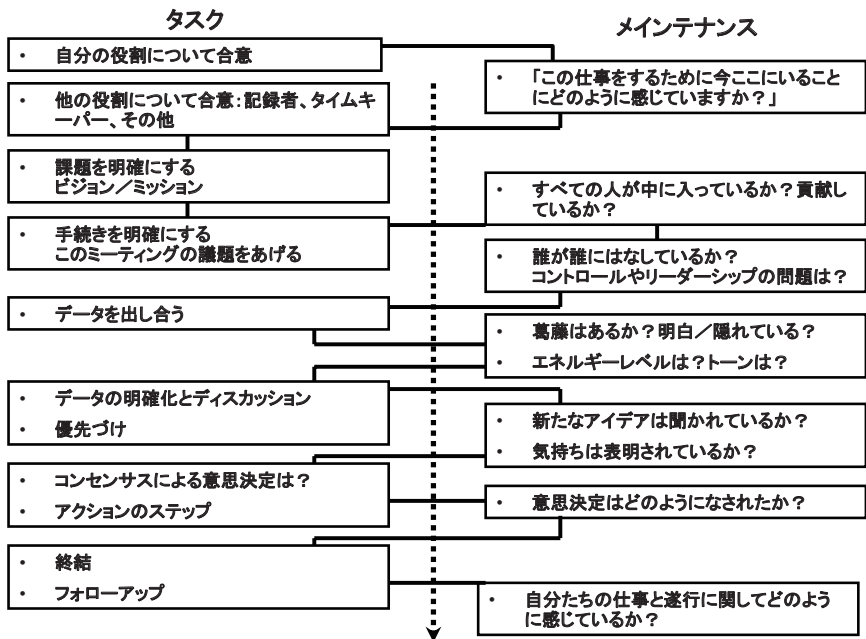 タスク
メインテナンス
・ 自分の役割について合意
・ 「この仕事をするために今ここにいること
にどのように感じていますか?」
・ 他の役割について合意:記録者、タイムキ
ーパー、その他
・ 課題を明確にする
ビジョン/ミッション
・ すべての人が中に入っているか?貢献し
ているか?
・ 手続きを明確にする
このミーティングの議題をあげる
・ 誰が誰にはなしているか?
コントロールやリーダーシップの問題は?
・ データを出し合う
・ 葛藤はあるか?明白/隠れている?
・ エネルギーレベルは?トーンは?
・ データの明確化とディスカッション
・ 優先づけ
・ 新たなアイデアは聞かれているか?
・ 気持ちは表明されているか?
・ コンセンサスによる意思決定は?
・ アクションのステップ
・ 意思決定はどのようになされたか?
・ 終結
・ フォローアップ
・ 自分たちの仕事と遂行に関してどのよう
に感じているか?